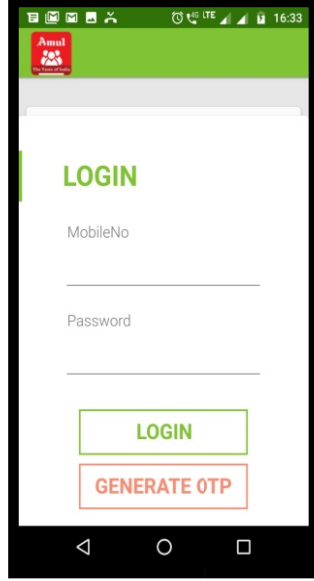 LTE
16:33
Amul
The Taste of India
LOGIN
MobileNo
Password
LOGIN
GENERATE OTP